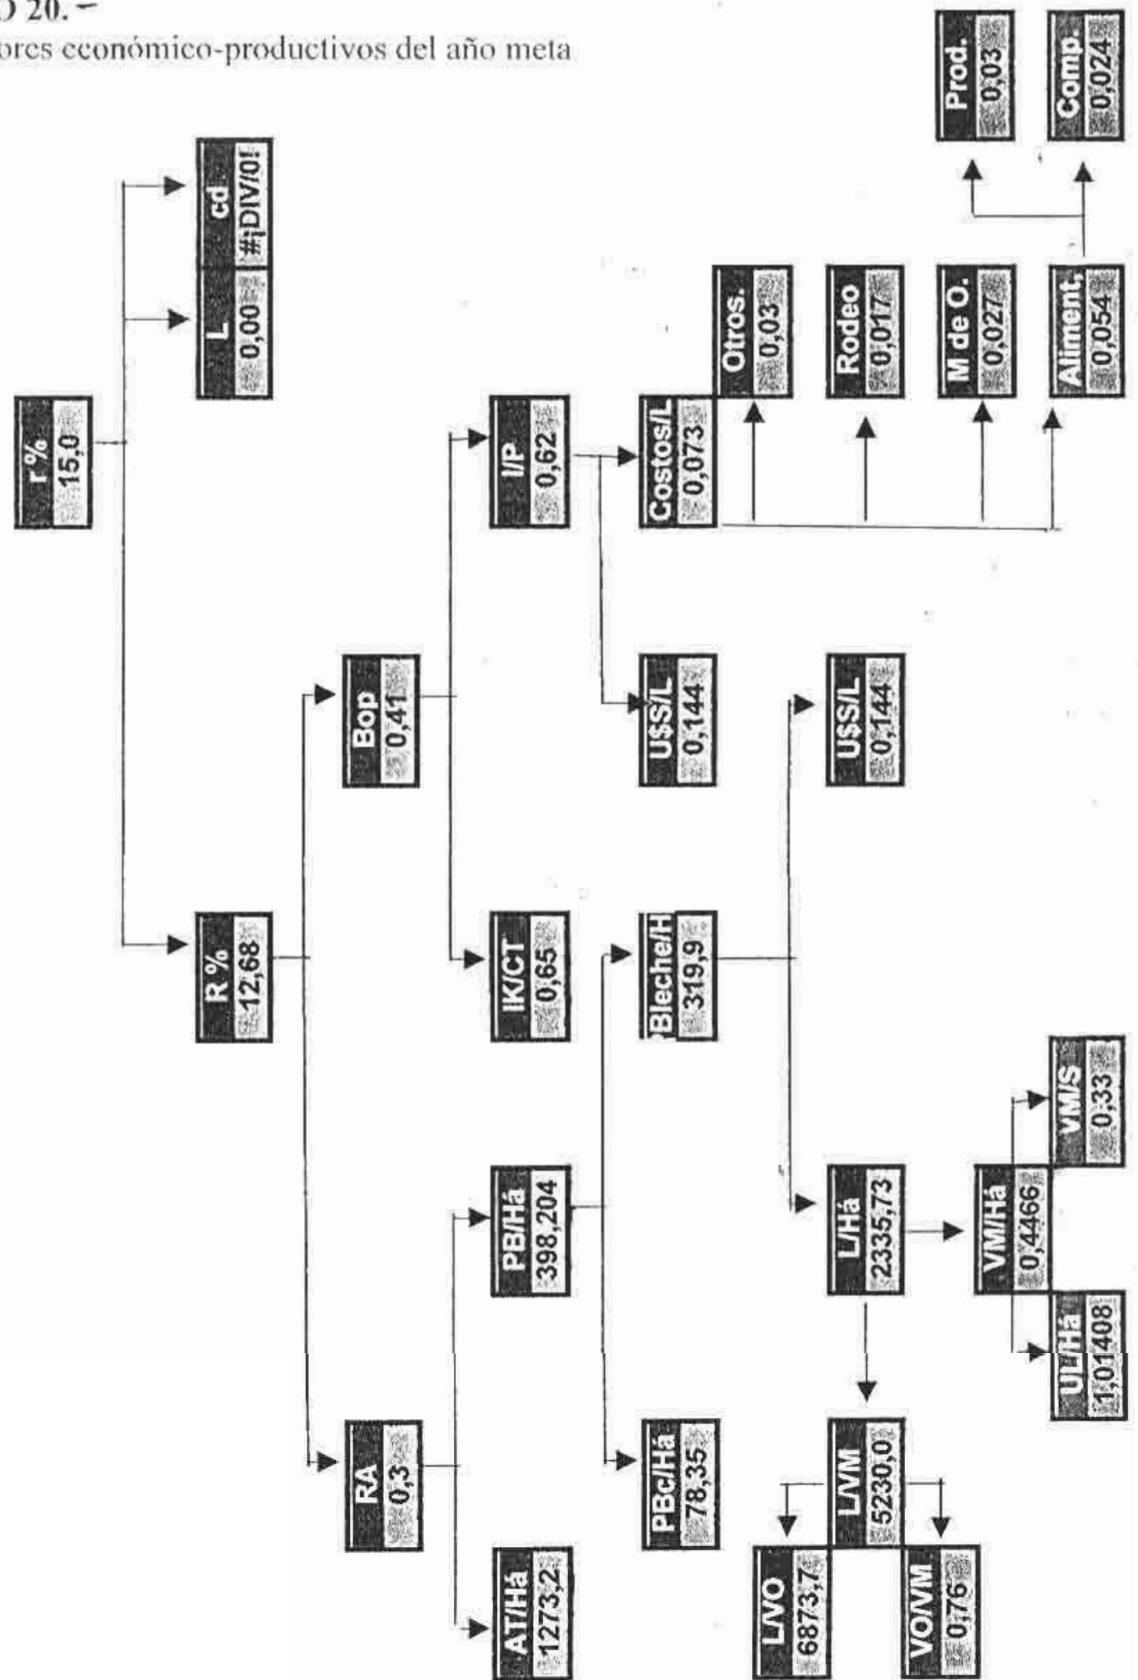 O 20.-
ores económico-productivos del año meta
r %
15,0
R %
12,68
L cd
0,00 #¡DIV/0!
RA
0,3
Bop
0,41
AT/Há
1273,2
PB/Há
398,204
IK/CT
0,65
I/P
0,62
PBc/Há
78,35
PBleche/H
319,9
U$S/L
0,144
Costos/L
0,073
L/VO
6873,7
L/VM
5230,0
VO/VM
0,76
L/Há
2335,73
U$S/L
0,144
Otros.
0,03
Rodeo
0,017
M de O.
0,027
Aliment,
0,054
VM/Há
0,4466
UL/Há
1,01408
VM/S
0,33
Prod.
0,03
Comp.
0,024